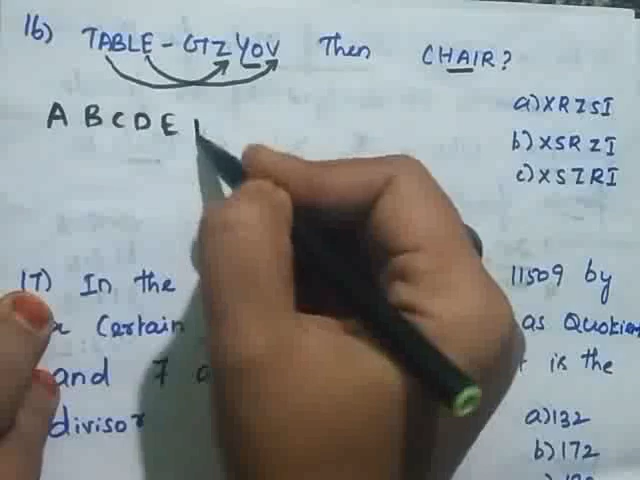 16) TABLE - GTZYOV Then CHAIR?
a) XRZSI
A B C D E
b) XSRZI
c) XSZRI
17) In the 11509 by
Certain as Quotien
and 7 is the
divisor
a) 132
b) 172